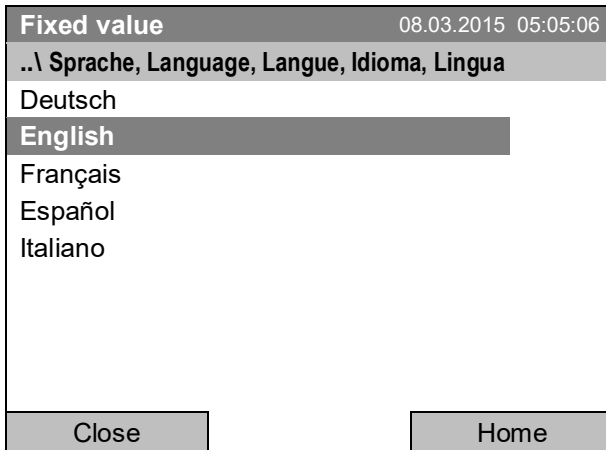 Fixed value 08.03.2015 05:05:06
..\ Sprache, Language, Langue, Idioma, Lingua
Deutsch
English
Français
Español
Italiano
Close Home